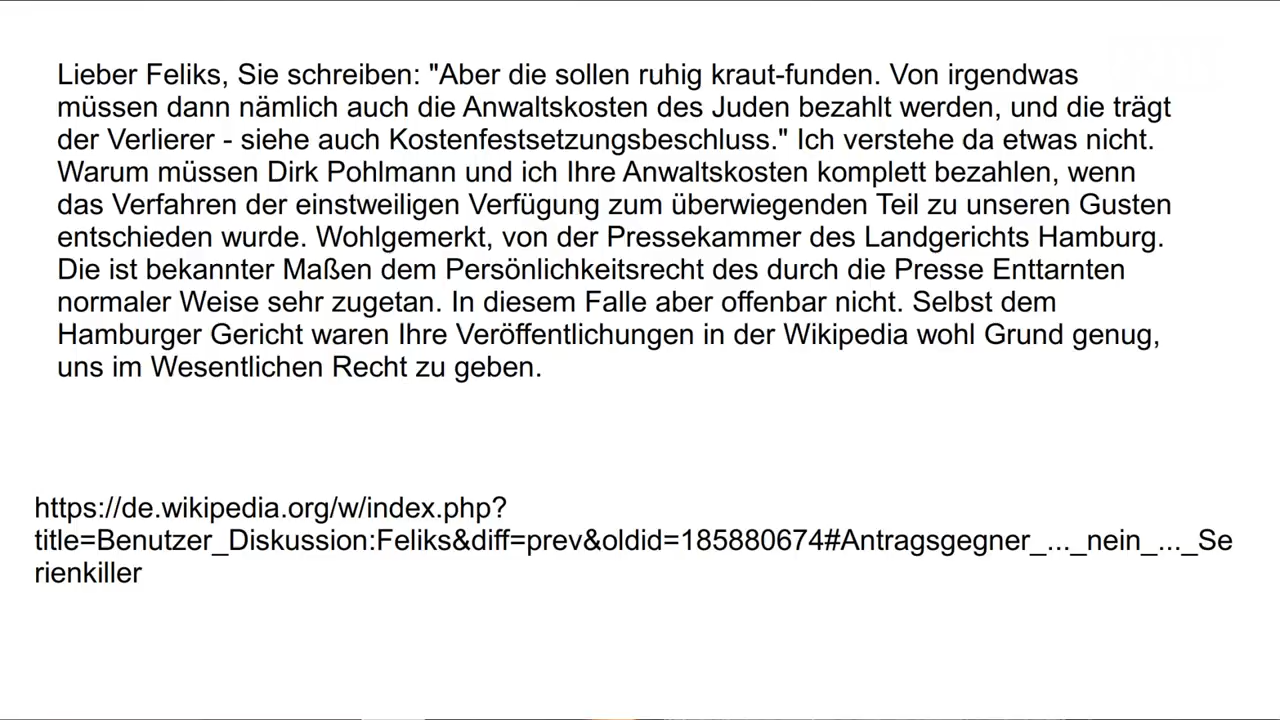 Lieber Feliks, Sie schreiben: "Aber die sollen ruhig kraut-funden. Von irgendwas
müssen dann nämlich auch die Anwaltskosten des Juden bezahlt werden, und die trägt
der Verlierer - siehe auch Kostenfestsetzungsbeschluss." Ich verstehe da etwas nicht.
Warum müssen Dirk Pohlmann und ich Ihre Anwaltskosten komplett bezahlen, wenn
das Verfahren der einstweiligen Verfügung zum überwiegenden Teil zu unseren Gusten
entschieden wurde. Wohlgemerkt, von der Pressekammer des Landgerichts Hamburg.
Die ist bekannter Maßen dem Persönlichkeitsrecht des durch die Presse Enttarnten
normaler Weise sehr zugetan. In diesem Falle aber offenbar nicht. Selbst dem
Hamburger Gericht waren Ihre Veröffentlichungen in der Wikipedia wohl Grund genug,
uns im Wesentlichen Recht zu geben.
https://de.wikipedia.org/w/index.php?
title=Benutzer_Diskussion:Feliks&diff=prev&oldid=185880674#Antragsgegner_..._nein_..._Se
rienkiller